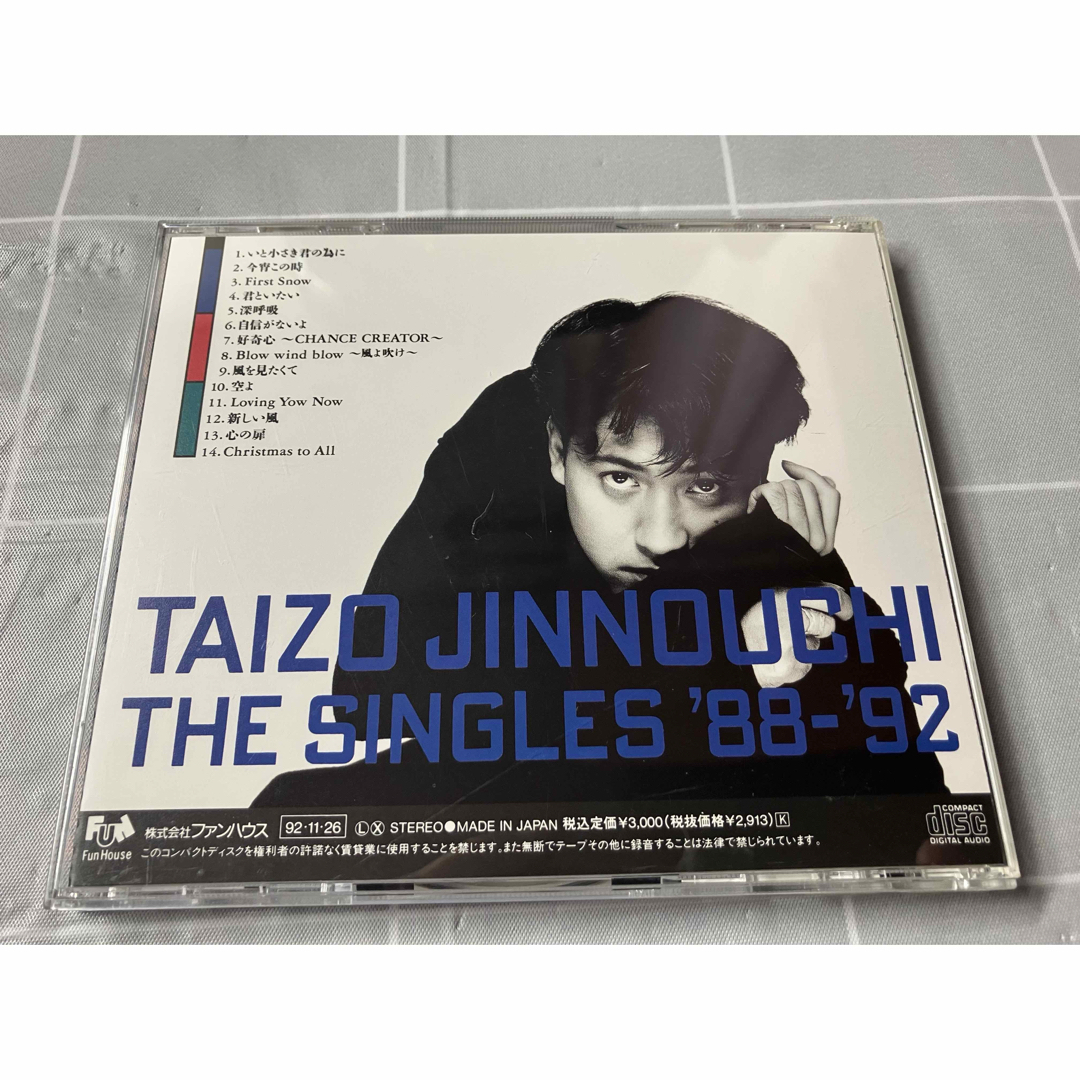 1.いと小さき君の為に
2.今宵この時
3.First Snow
4.君といたい
5.深呼吸
6.自信がないよ
7.好奇心 〜CHANCE CREATOR〜
8.Blow wind blow 〜風よ吹け〜
9.風を見たくて
10.空よ
11.Loving Yow Now
12.新しい風
13.心の扉
14.Christmas to All
TAIZO JINNOUCHI
THE SINGLES '88-'92
FUN
Fun House
株式会社ファンハウス 92·11·26 Ⓛ Ⓧ STEREO●MADE IN JAPAN 税込定価¥3,000(税抜価格¥2,913) K
このコンパクトディスクを権利者の許諾なく賃貸業に使用することを禁じます。また無断でテープその他に録音することは法律で禁じられています。
COMPACT
disc
DIGITAL AUDIO